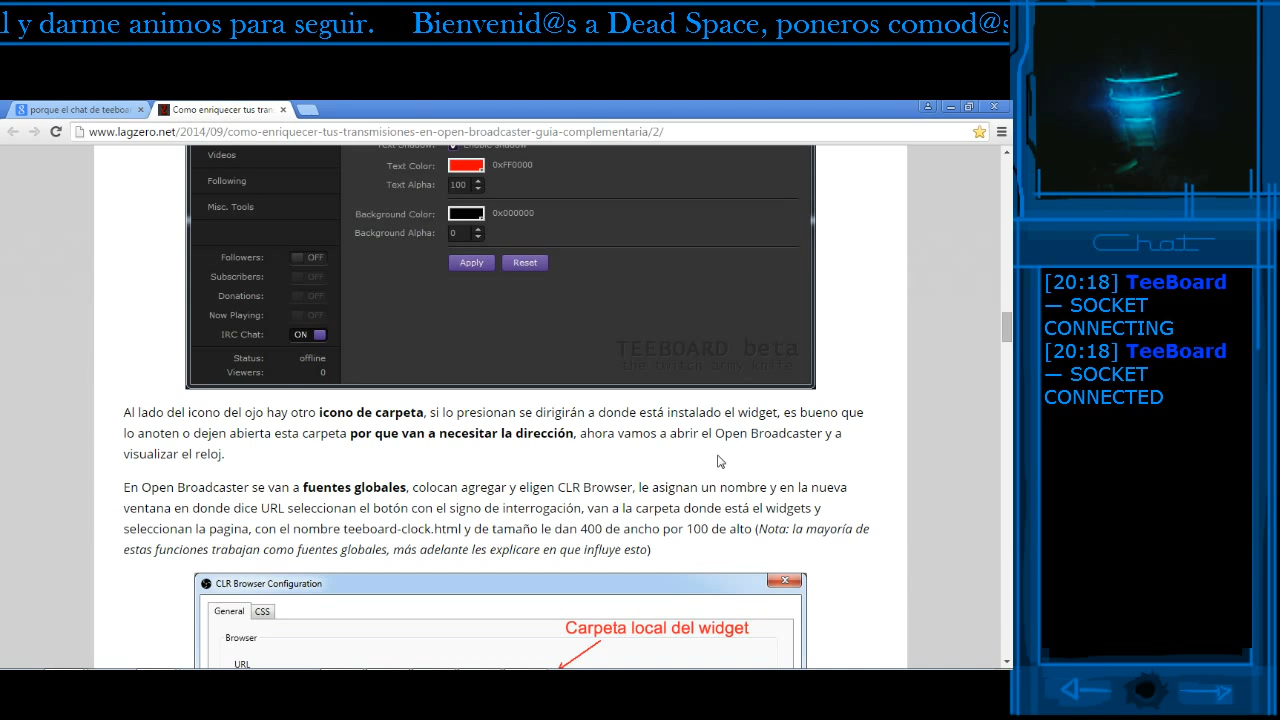 l y darme animos para seguir.    Bienvenid@s a Dead Space, poneros comod@s
porque el chat de teeboar
Como enriquecer tus tran
www.lagzero.net/2014/09/como-enriquecer-tus-transmisiones-en-open-broadcaster-guia-complementaria/2/
Videos
Following
Misc. Tools
Followers: OFF
Subscribers: OFF
Donations: OFF
Now Playing: OFF
IRC Chat: ON
Status: offline
Viewers: 0
Text Shadow: Enable Shadow
Text Color: 0xFF0000
Text Alpha: 100
Background Color: 0x000000
Background Alpha: 0
Apply Reset
TEEBOARD beta
the twitch army knife
Al lado del icono del ojo hay otro icono de carpeta, si lo presionan se dirigirán a donde está instalado el widget, es bueno que
lo anoten o dejen abierta esta carpeta por que van a necesitar la dirección, ahora vamos a abrir el Open Broadcaster y a
visualizar el reloj.
En Open Broadcaster se van a fuentes globales, colocan agregar y eligen CLR Browser, le asignan un nombre y en la nueva
ventana en donde dice URL seleccionan el botón con el signo de interrogación, van a la carpeta donde está el widgets y
seleccionan la pagina, con el nombre teeboard-clock.html y de tamaño le dan 400 de ancho por 100 de alto (Nota: la mayoría de
estas funciones trabajan como fuentes globales, más adelante les explicare en que influye esto)
CLR Browser Configuration
General CSS
Browser
URL
Carpeta local del widget
Chat
[20:18] TeeBoard
— SOCKET
CONNECTING
[20:18] TeeBoard
— SOCKET
CONNECTED